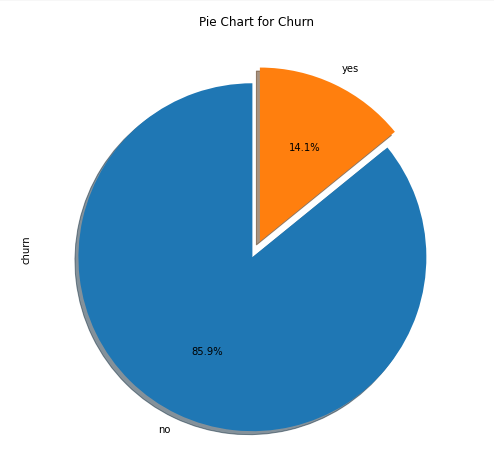 Pie Chart for Churn
yes
14.1%
churn
85.9%
no